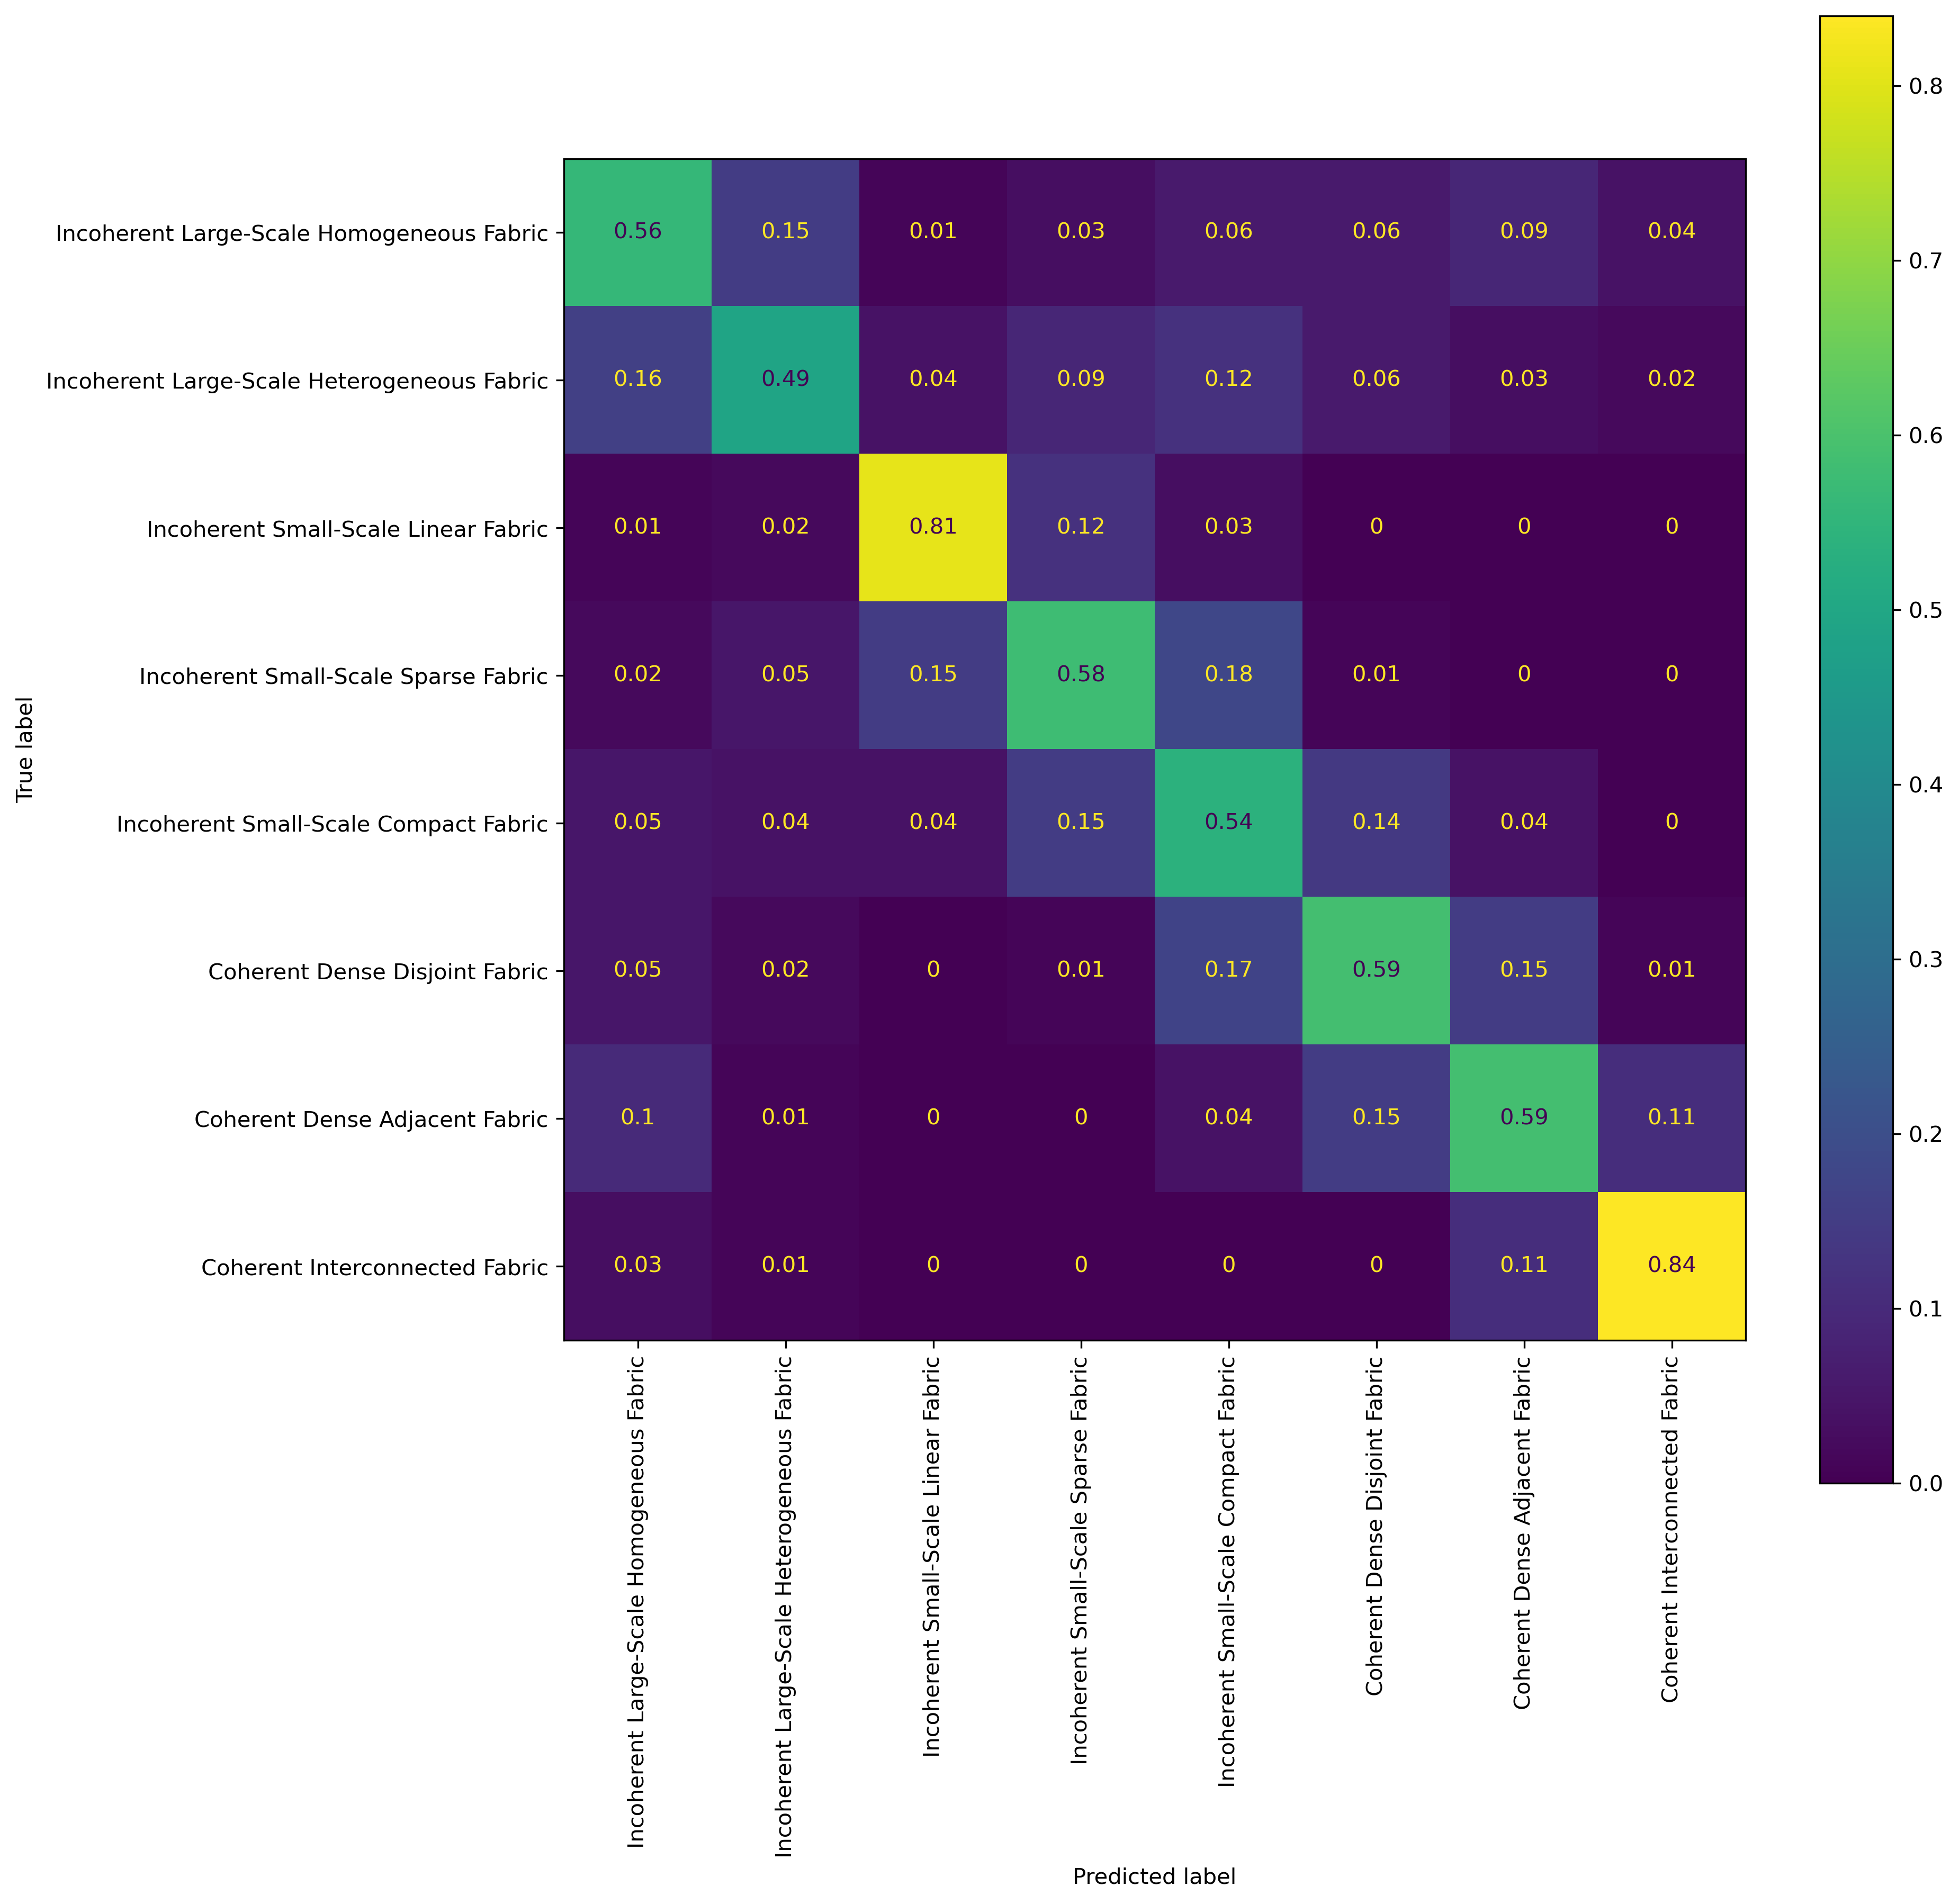 0.8
0.7
0.6
0.5
0.4
0.3
0.2
0.1
0.0
True label
Incoherent Large-Scale Homogeneous Fabric 0.56 0.15 0.01 0.03 0.06 0.06 0.09 0.04
Incoherent Large-Scale Heterogeneous Fabric 0.16 0.49 0.04 0.09 0.12 0.06 0.03 0.02
Incoherent Small-Scale Linear Fabric 0.01 0.02 0.81 0.12 0.03 0 0 0
Incoherent Small-Scale Sparse Fabric 0.02 0.05 0.15 0.58 0.18 0.01 0 0
Incoherent Small-Scale Compact Fabric 0.05 0.04 0.04 0.15 0.54 0.14 0.04 0
Coherent Dense Disjoint Fabric 0.05 0.02 0 0.01 0.17 0.59 0.15 0.01
Coherent Dense Adjacent Fabric 0.1 0.01 0 0 0.04 0.15 0.59 0.11
Coherent Interconnected Fabric 0.03 0.01 0 0 0 0 0.11 0.84
Incoherent Large-Scale Homogeneous Fabric
Incoherent Large-Scale Heterogeneous Fabric
Incoherent Small-Scale Linear Fabric
Incoherent Small-Scale Sparse Fabric
Incoherent Small-Scale Compact Fabric
Coherent Dense Disjoint Fabric
Coherent Dense Adjacent Fabric
Coherent Interconnected Fabric
Predicted label